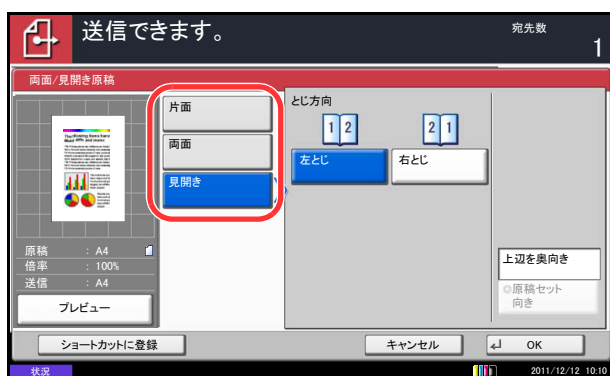 送信できます。
宛先数
1
両面/見開き原稿
片面
両面
見開き
とじ方向
1 2
2 1
左とじ
右とじ
原稿 : A4
倍率 : 100%
送信 : A4
プレビュー
上辺を奥向き
原稿セット
向き
ショートカットに登録
キャンセル
OK
状況
2011/12/12 10:10